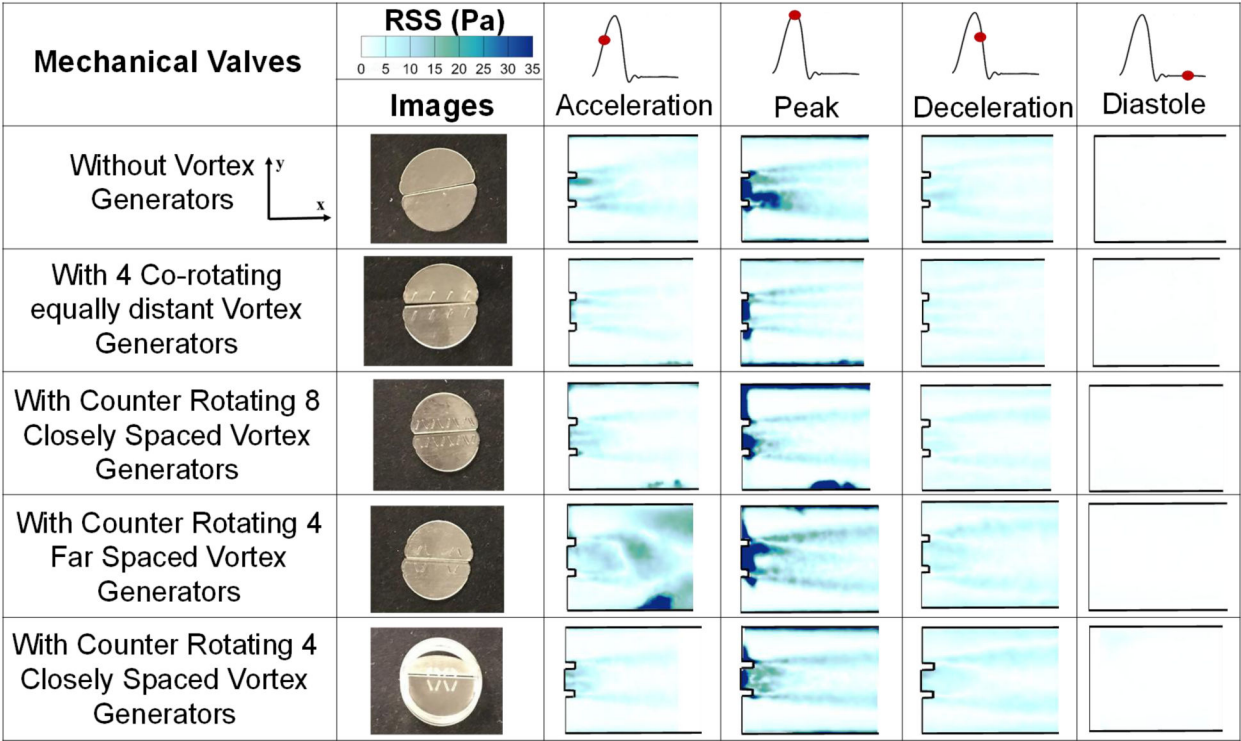 Mechanical Valves
RSS (Pa)
0 5 10 15 20 25 30 35
Images
Acceleration
Peak
Deceleration
Diastole
Without Vortex
Generators
y
x
With 4 Co-rotating
equally distant Vortex
Generators
With Counter Rotating 8
Closely Spaced Vortex
Generators
With Counter Rotating 4
Far Spaced Vortex
Generators
With Counter Rotating 4
Closely Spaced Vortex
Generators